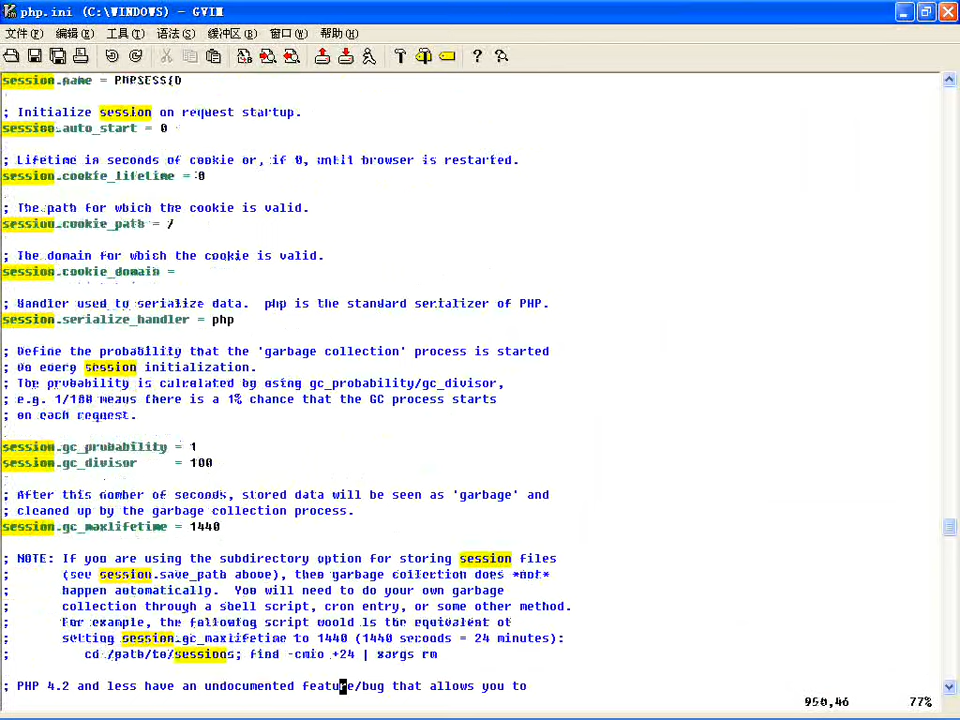 php.ini (C:\WINDOWS) - GVIM
文件(F) 编辑(E) 工具(T) 语法(S) 缓冲区(B) 窗口(W) 帮助(H)
session.name = PHPSESSID
; Initialize session on request startup.
session.auto_start = 0
; Lifetime in seconds of cookie or, if 0, until browser is restarted.
session.cookie_lifetime = 0
; The path for which the cookie is valid.
session.cookie_path = /
; The domain for which the cookie is valid.
session.cookie_domain =
; Handler used to serialize data.  php is the standard serializer of PHP.
session.serialize_handler = php
; Define the probability that the 'garbage collection' process is started
; on every session initialization.
; The probability is calculated by using gc_probability/gc_divisor,
; e.g. 1/100 means there is a 1% chance that the GC process starts
; on each request.
session.gc_probability = 1
session.gc_divisor     = 100
; After this number of seconds, stored data will be seen as 'garbage' and
; cleaned up by the garbage collection process.
session.gc_maxlifetime = 1440
; NOTE: If you are using the subdirectory option for storing session files
;       (see session.save_path above), then garbage collection does *not*
;       happen automatically.  You will need to do your own garbage
;       collection through a shell script, cron entry, or some other method.
;       For example, the following script would is the equivalent of
;       setting session.gc_maxlifetime to 1440 (1440 seconds = 24 minutes):
;          cd /path/to/sessions; find -cmin +24 | xargs rm
; PHP 4.2 and less have an undocumented feature/bug that allows you to
950,46 77%